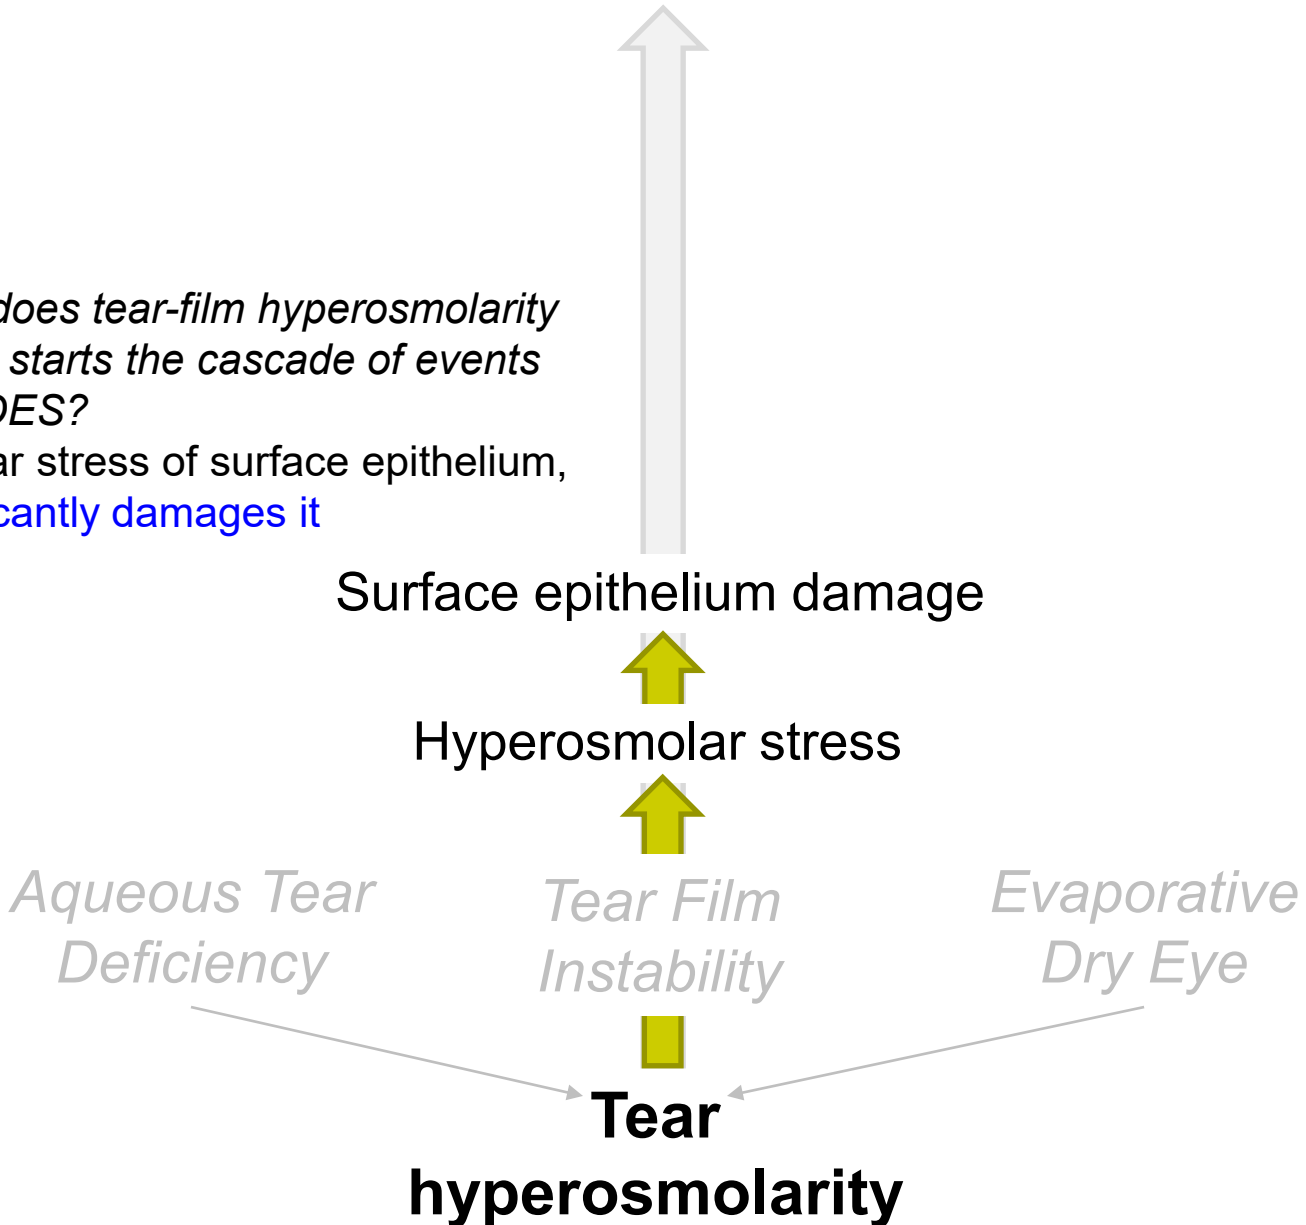 does tear-film hyperosmolarity
starts the cascade of events
DES?
ar stress of surface epithelium,
cantly damages it
Surface epithelium damage
Hyperosmolar stress
Aqueous Tear
Deficiency
Tear Film
Instability
Evaporative
Dry Eye
Tear
hyperosmolarity